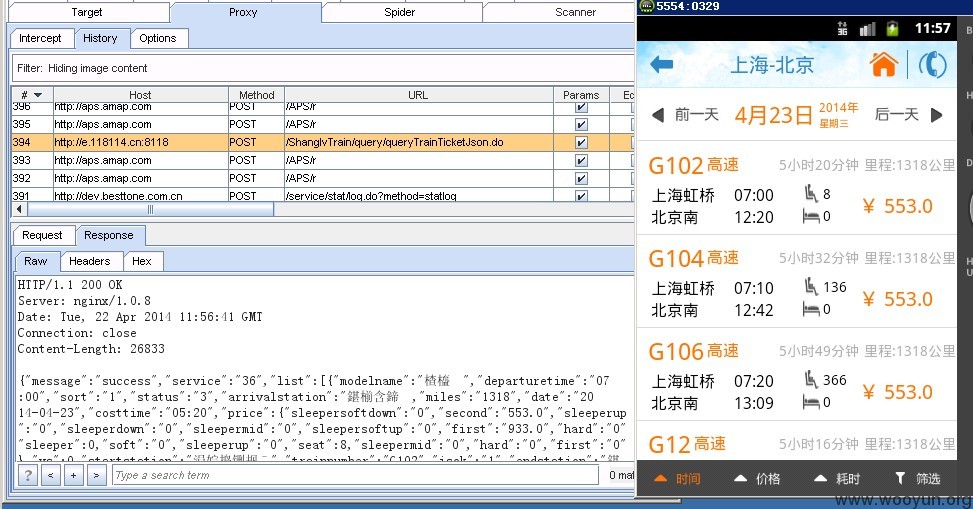 Target Proxy Spider Scanner
Intercept History Options
Filter: Hiding image content
# Host Method URL Params
396 http://aps.amap.com POST /APS/r
395 http://aps.amap.com POST /APS/r
394 http://e.118114.cn:8118 POST /ShanglvTrain/query/queryTrainTicketJson.do
393 http://aps.amap.com POST /APS/r
392 http://aps.amap.com POST /APS/r
391 http://dev.besttone.com.cn POST /service/stat/log.do?method=statlog
Request Response
Raw Headers Hex
HTTP/1.1 200 OK
Server: nginx/1.0.8
Date: Tue, 22 Apr 2014 11:56:41 GMT
Connection: close
Content-Length: 26833
{"message":"success","service":"36","list":[{"modelname":"楂橀 ","departuretime":"07
:00","sort":"1","status":"3","arrivalstation":"鍖椾含鍗 ,"miles":"1318","date":"20
14-04-23","costtime":"05:20","price":{"sleepersoftdown":"0","second":"553.0","sleeperup
":"0","sleeperdown":"0","sleepermid":"0","sleepersoftup":"0","first":"933.0","hard":"0"
"sleeper":0,"soft":"0","sleeperup":"0","seat":8,"sleepermid":"0","hard":"0","first":"0"
? < + > Type a search term 0 mat
5554:0329
11:57
上海-北京
前一天 4月23日 2014年 后一天
星期三
G102 高速 5小时20分钟 里程:1318公里
上海虹桥 07:00 8
¥ 553.0
北京南 12:20 0
G104 高速 5小时32分钟 里程:1318公里
上海虹桥 07:10 136
¥ 553.0
北京南 12:42 0
G106 高速 5小时49分钟 里程:1318公里
上海虹桥 07:20 366
¥ 553.0
北京南 13:09 0
G12 高速 5小时16分钟 里程:1318公里
时间 价格 耗时 筛选
www.wooyun.org